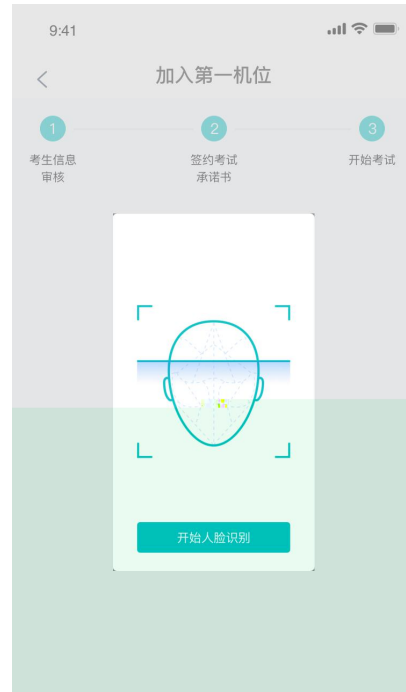 9:41
加入第一机位
1
2
3
考生信息
审核
签约考试
承诺书
开始考试
开始人脸识别